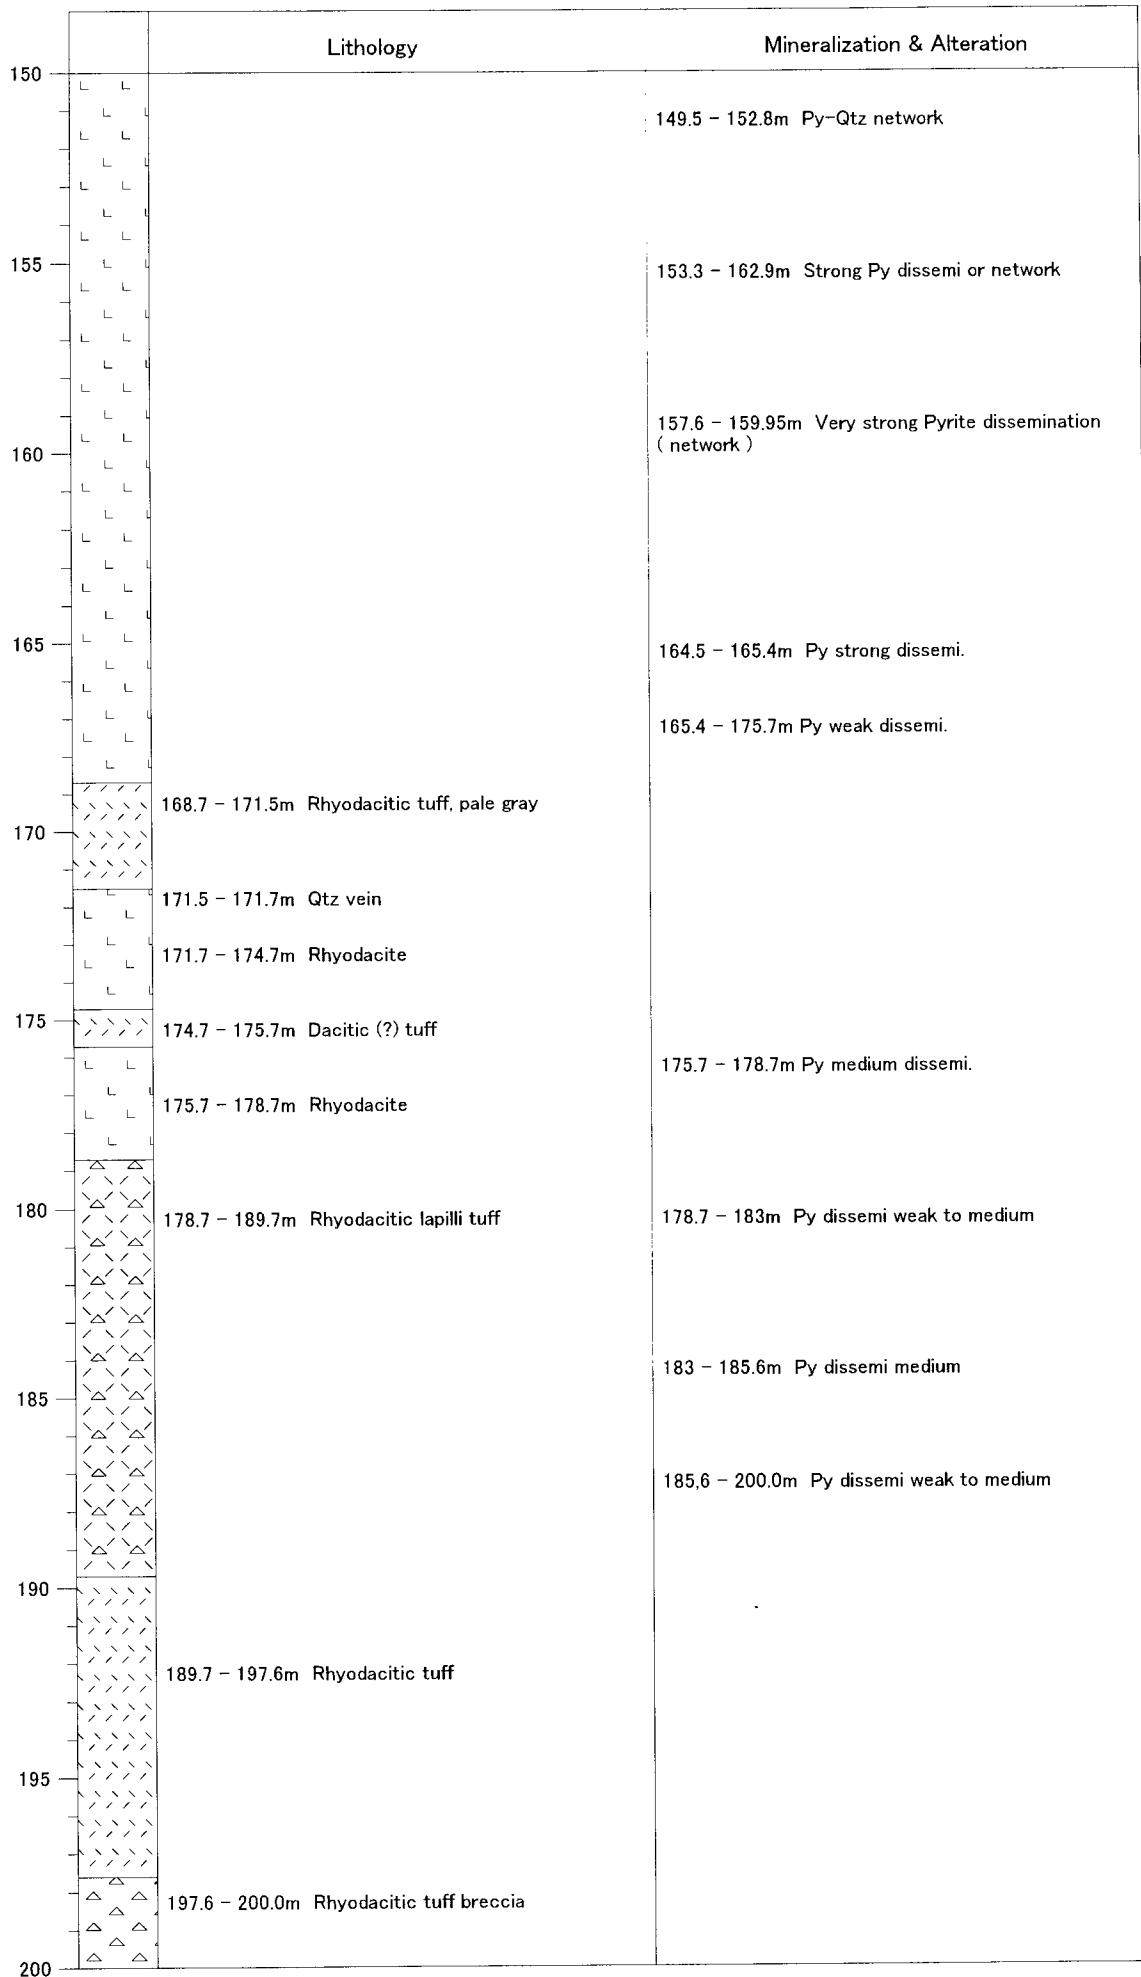 Lithology
Mineralization & Alteration
150
149.5 - 152.8m Py-Qtz network
155
153.3 - 162.9m Strong Py dissemi or network
157.6 - 159.95m Very strong Pyrite dissemination
( network )
160
165
164.5 - 165.4m Py strong dissemi.
165.4 - 175.7m Py weak dissemi.
168.7 - 171.5m Rhyodacitic tuff, pale gray
170
171.5 - 171.7m Qtz vein
171.7 - 174.7m Rhyodacite
175
174.7 - 175.7m Dacitic (?) tuff
175.7 - 178.7m Py medium dissemi.
175.7 - 178.7m Rhyodacite
180
178.7 - 189.7m Rhyodacitic lapilli tuff
178.7 - 183m Py dissemi weak to medium
183 - 185.6m Py dissemi medium
185
185,6 - 200.0m Py dissemi weak to medium
190
189.7 - 197.6m Rhyodacitic tuff
195
197.6 - 200.0m Rhyodacitic tuff breccia
200